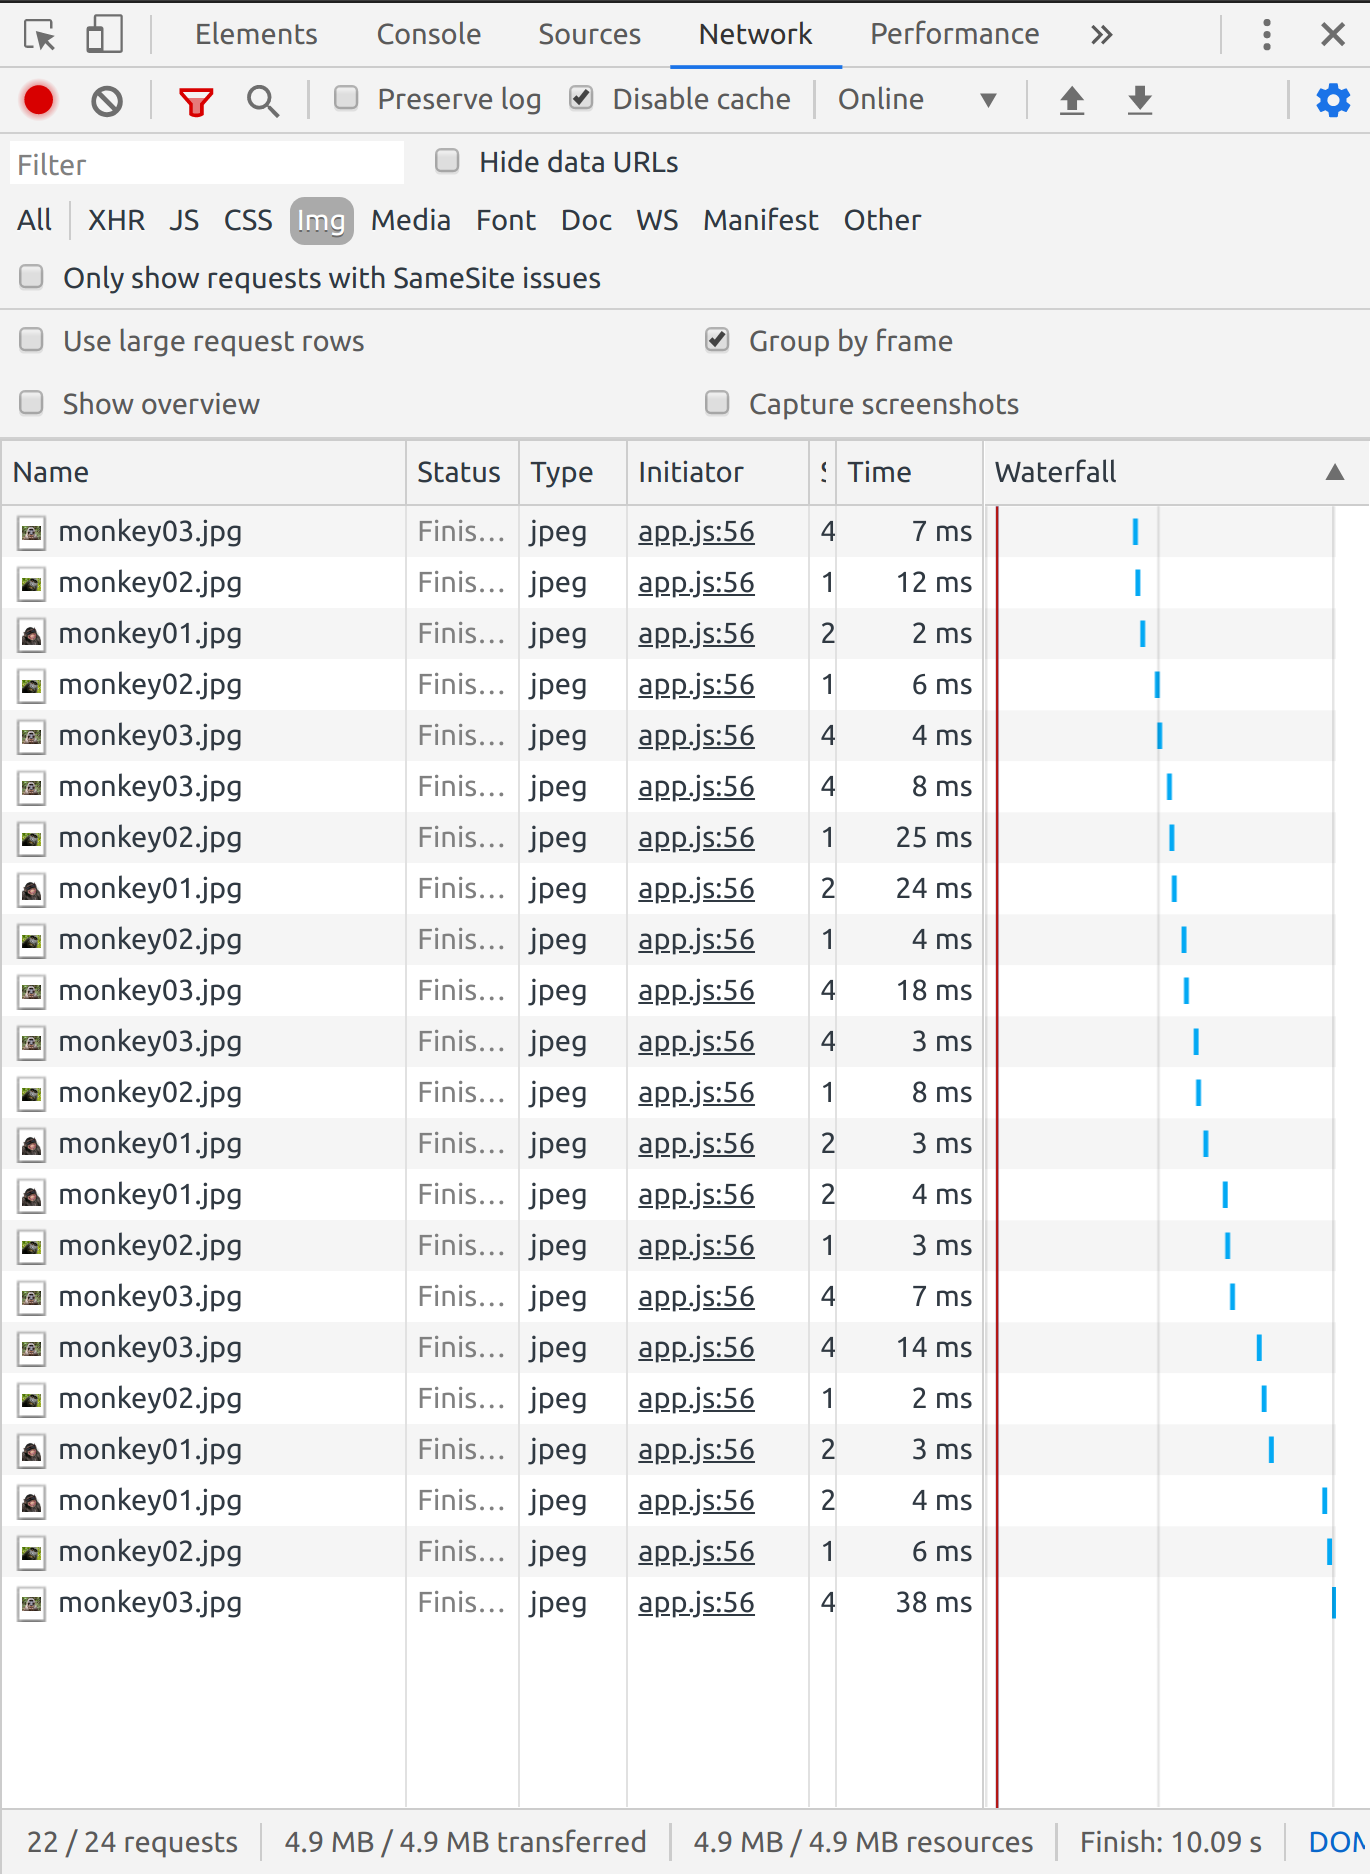 Elements Console Sources Network Performance
Preserve log Disable cache Online
Filter Hide data URLs
All XHR JS CSS Img Media Font Doc WS Manifest Other
Only show requests with SameSite issues
Use large request rows Group by frame
Show overview Capture screenshots
Name Status Type Initiator Time Waterfall
monkey03.jpg Finis... jpeg app.js:56 4 7 ms
monkey02.jpg Finis... jpeg app.js:56 1 12 ms
monkey01.jpg Finis... jpeg app.js:56 2 2 ms
monkey02.jpg Finis... jpeg app.js:56 1 6 ms
monkey03.jpg Finis... jpeg app.js:56 4 4 ms
monkey03.jpg Finis... jpeg app.js:56 4 8 ms
monkey02.jpg Finis... jpeg app.js:56 1 25 ms
monkey01.jpg Finis... jpeg app.js:56 2 24 ms
monkey02.jpg Finis... jpeg app.js:56 1 4 ms
monkey03.jpg Finis... jpeg app.js:56 4 18 ms
monkey03.jpg Finis... jpeg app.js:56 4 3 ms
monkey02.jpg Finis... jpeg app.js:56 1 8 ms
monkey01.jpg Finis... jpeg app.js:56 2 3 ms
monkey01.jpg Finis... jpeg app.js:56 2 4 ms
monkey02.jpg Finis... jpeg app.js:56 1 3 ms
monkey03.jpg Finis... jpeg app.js:56 4 7 ms
monkey03.jpg Finis... jpeg app.js:56 4 14 ms
monkey02.jpg Finis... jpeg app.js:56 1 2 ms
monkey01.jpg Finis... jpeg app.js:56 2 3 ms
monkey01.jpg Finis... jpeg app.js:56 2 4 ms
monkey02.jpg Finis... jpeg app.js:56 1 6 ms
monkey03.jpg Finis... jpeg app.js:56 4 38 ms
22 / 24 requests 4.9 MB / 4.9 MB transferred 4.9 MB / 4.9 MB resources Finish: 10.09 s DOM